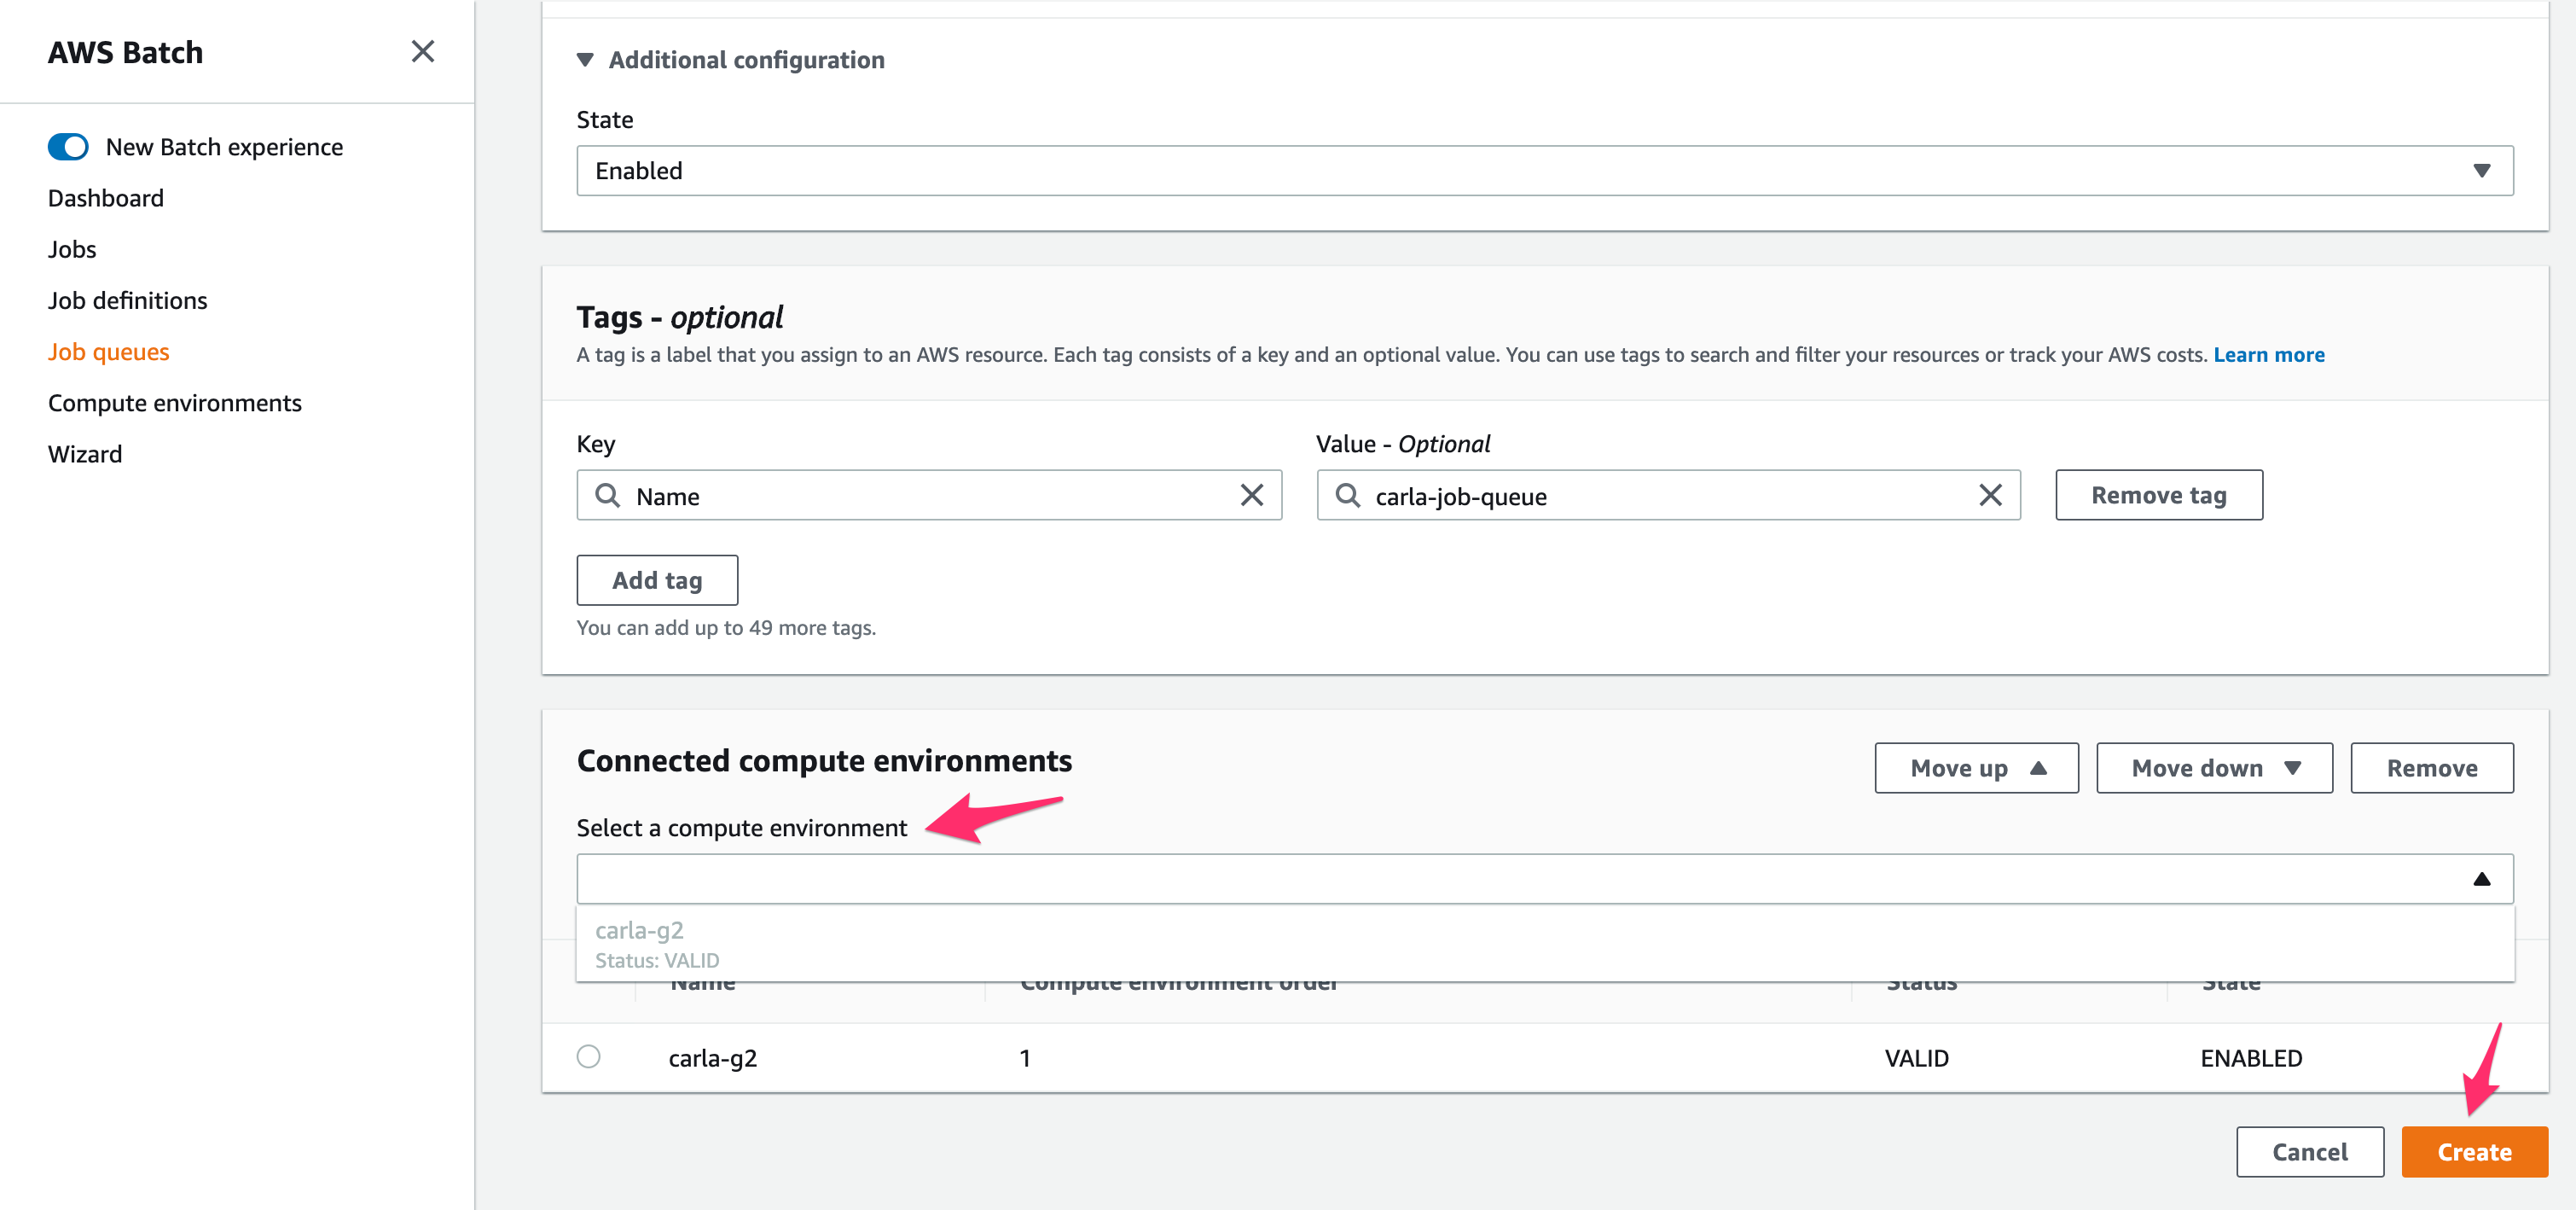 AWS Batch
New Batch experience
Dashboard
Jobs
Job definitions
Job queues
Compute environments
Wizard
Additional configuration
State
Enabled
Tags - optional
A tag is a label that you assign to an AWS resource. Each tag consists of a key and an optional value. You can use tags to search and filter your resources or track your AWS costs. Learn more
Key
Value - Optional
Name
carla-job-queue
Remove tag
Add tag
You can add up to 49 more tags.
Connected compute environments
Move up
Move down
Remove
Select a compute environment
carla-g2
Status: VALID
Name
Compute environment order
Status
State
carla-g2
1
VALID
ENABLED
Cancel
Create